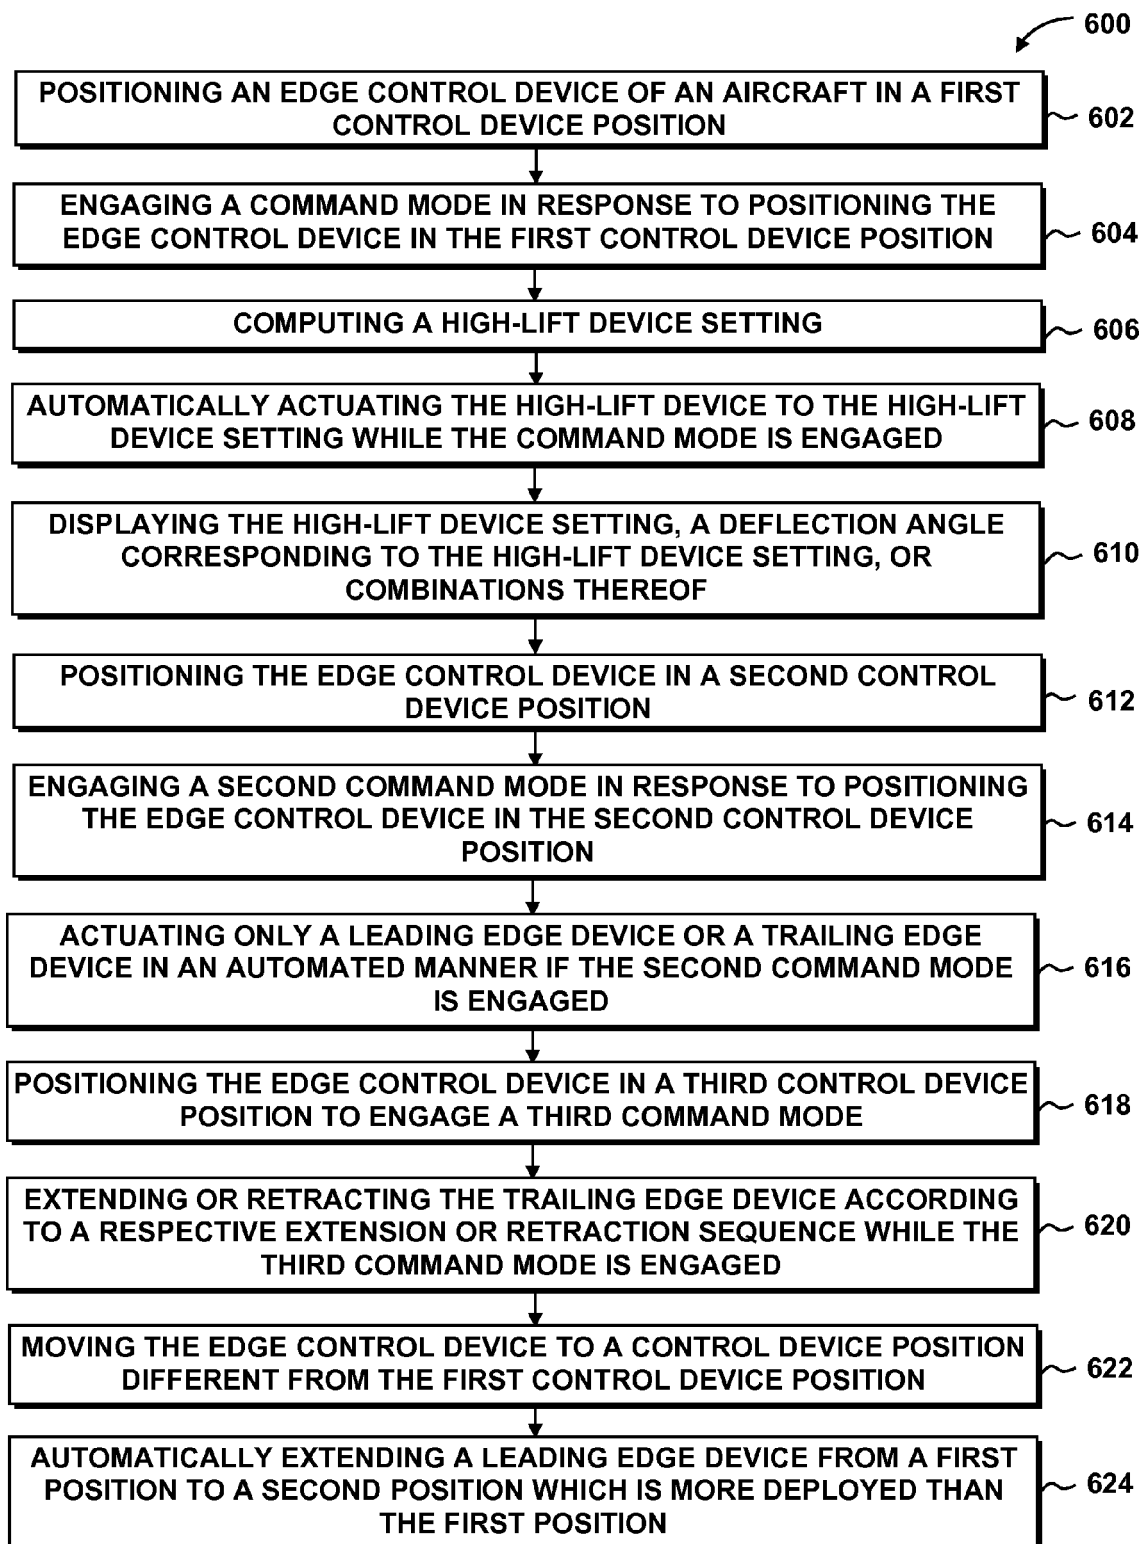 600
POSITIONING AN EDGE CONTROL DEVICE OF AN AIRCRAFT IN A FIRST
CONTROL DEVICE POSITION
602
ENGAGING A COMMAND MODE IN RESPONSE TO POSITIONING THE
EDGE CONTROL DEVICE IN THE FIRST CONTROL DEVICE POSITION
604
COMPUTING A HIGH-LIFT DEVICE SETTING
606
AUTOMATICALLY ACTUATING THE HIGH-LIFT DEVICE TO THE HIGH-LIFT
DEVICE SETTING WHILE THE COMMAND MODE IS ENGAGED
608
DISPLAYING THE HIGH-LIFT DEVICE SETTING, A DEFLECTION ANGLE
CORRESPONDING TO THE HIGH-LIFT DEVICE SETTING, OR
COMBINATIONS THEREOF
610
POSITIONING THE EDGE CONTROL DEVICE IN A SECOND CONTROL
DEVICE POSITION
612
ENGAGING A SECOND COMMAND MODE IN RESPONSE TO POSITIONING
THE EDGE CONTROL DEVICE IN THE SECOND CONTROL DEVICE
POSITION
614
ACTUATING ONLY A LEADING EDGE DEVICE OR A TRAILING EDGE
DEVICE IN AN AUTOMATED MANNER IF THE SECOND COMMAND MODE
IS ENGAGED
616
POSITIONING THE EDGE CONTROL DEVICE IN A THIRD CONTROL DEVICE
POSITION TO ENGAGE A THIRD COMMAND MODE
618
EXTENDING OR RETRACTING THE TRAILING EDGE DEVICE ACCORDING
TO A RESPECTIVE EXTENSION OR RETRACTION SEQUENCE WHILE THE
THIRD COMMAND MODE IS ENGAGED
620
MOVING THE EDGE CONTROL DEVICE TO A CONTROL DEVICE POSITION
DIFFERENT FROM THE FIRST CONTROL DEVICE POSITION
622
AUTOMATICALLY EXTENDING A LEADING EDGE DEVICE FROM A FIRST
POSITION TO A SECOND POSITION WHICH IS MORE DEPLOYED THAN
THE FIRST POSITION
624